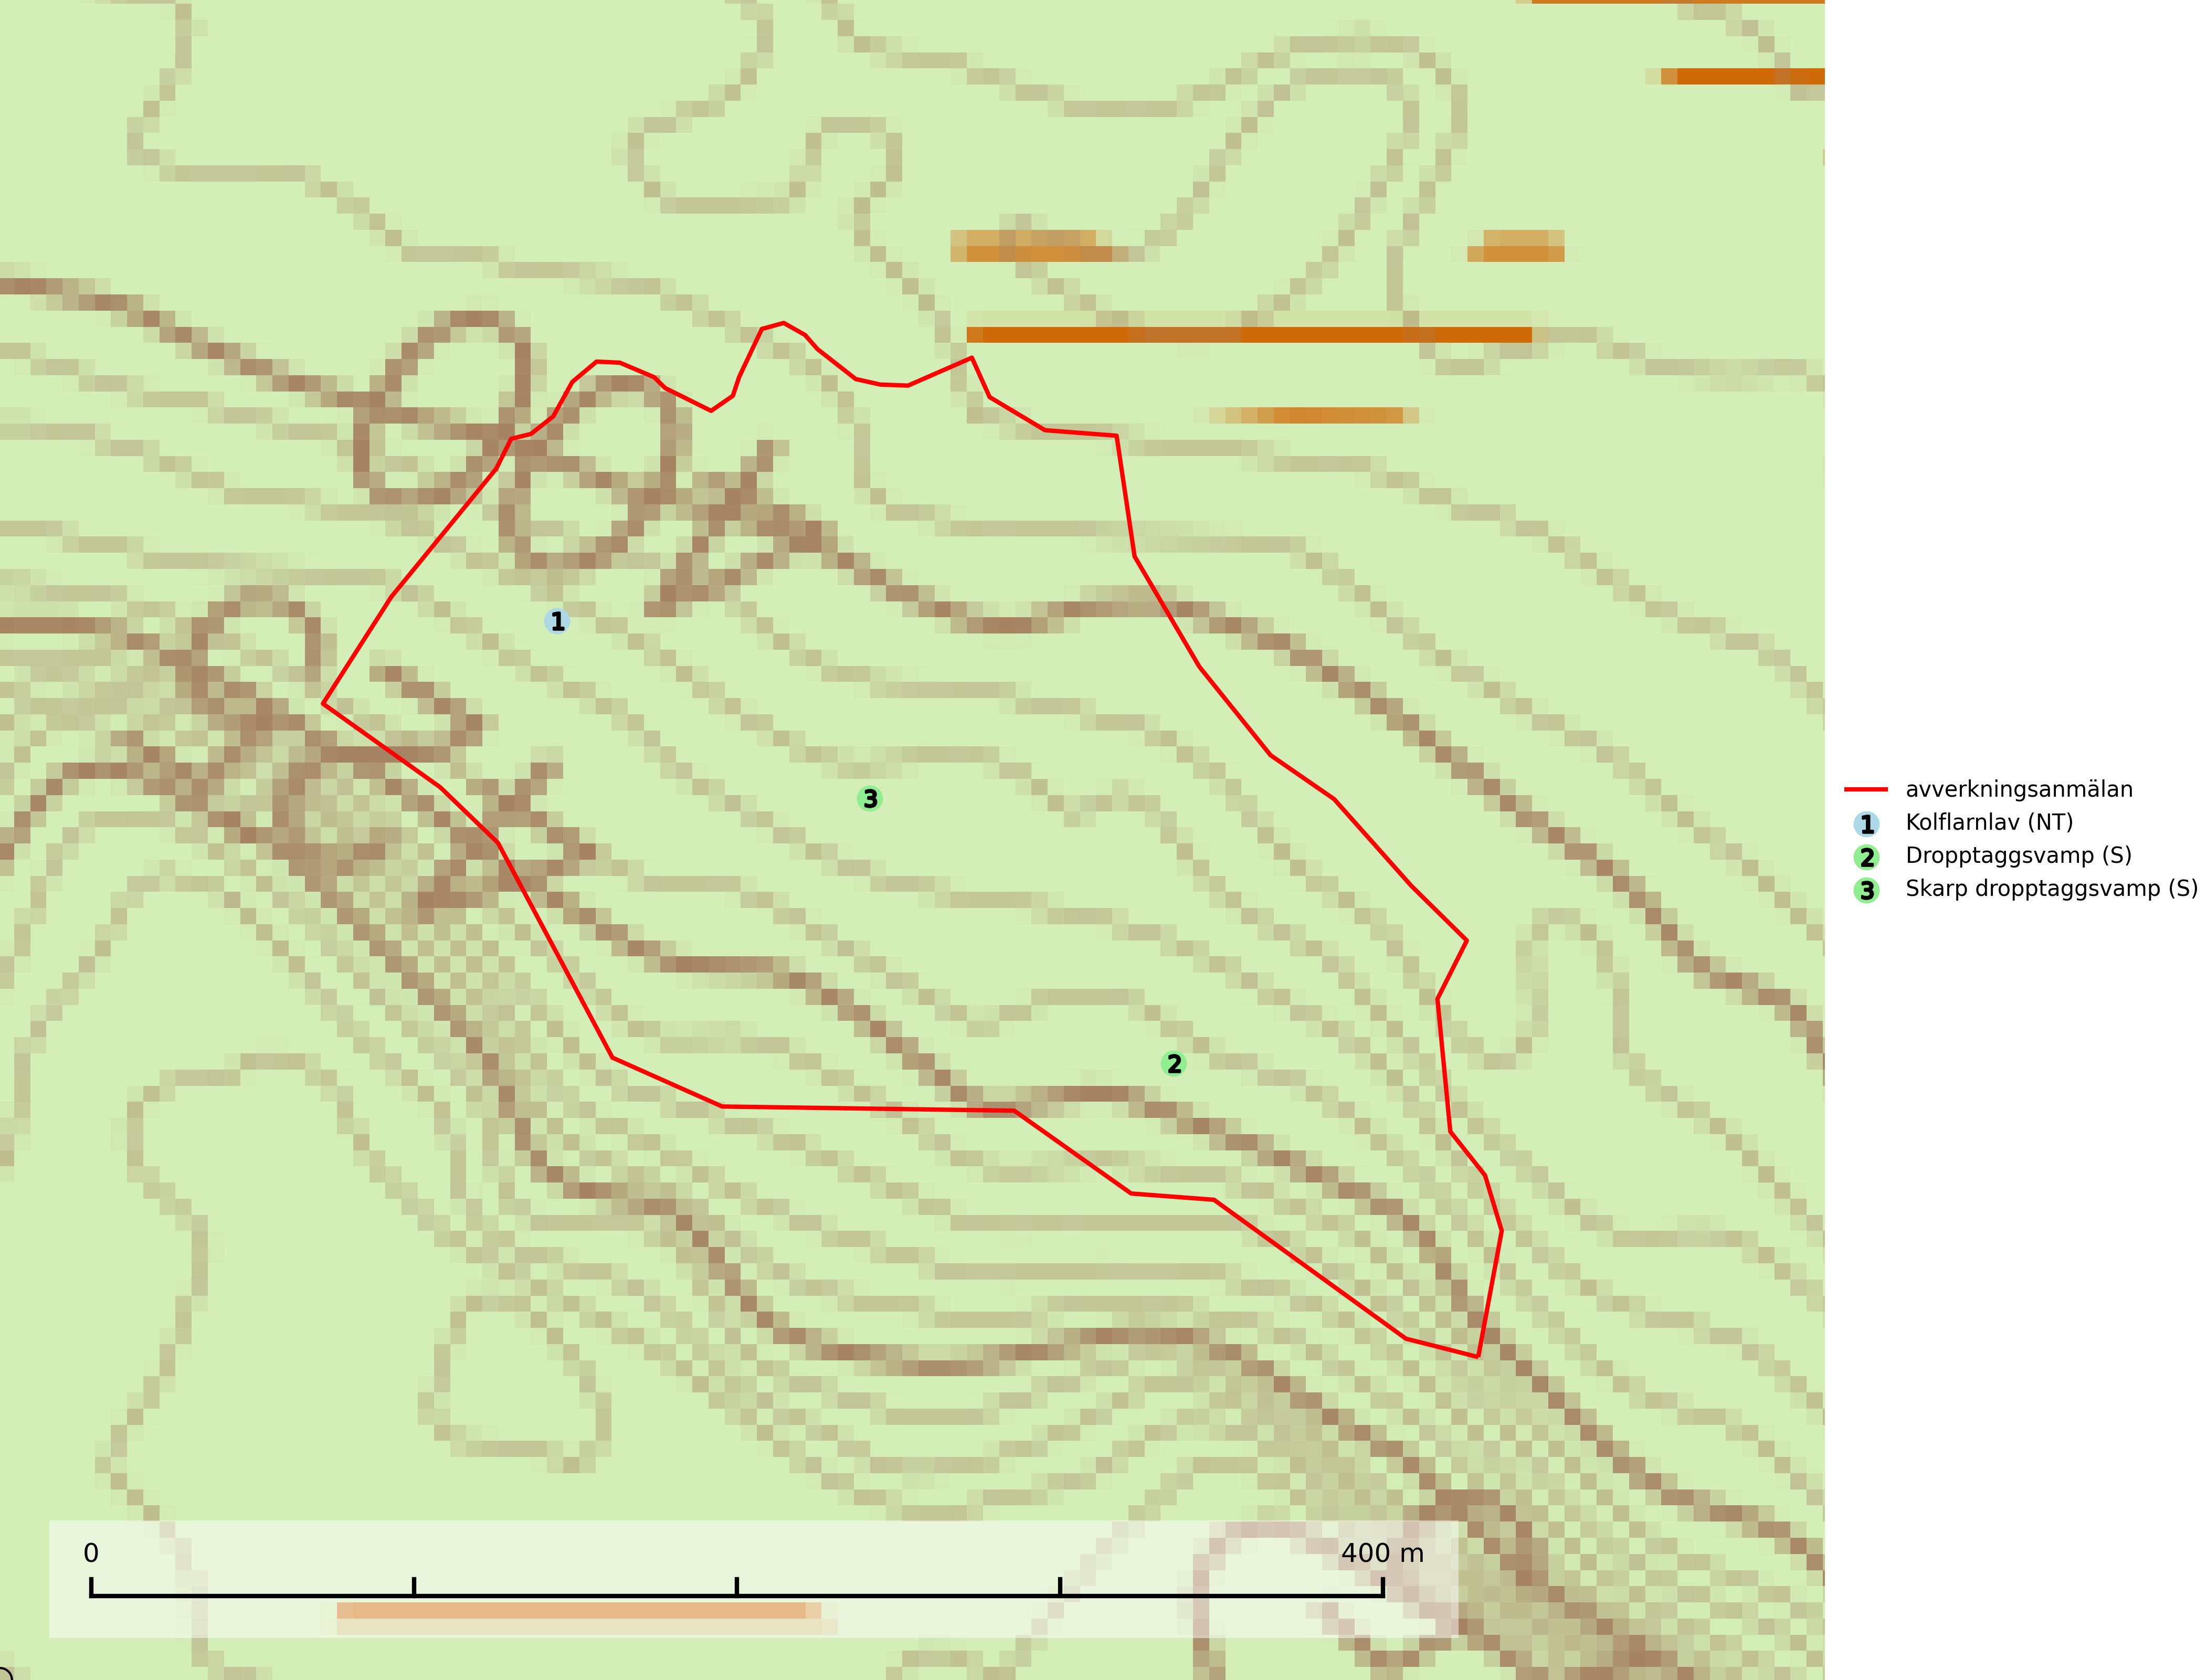 1
3
2
avverkningsanmälan
1 Kolflarnlav (NT)
2 Dropptaggsvamp (S)
3 Skarp dropptaggsvamp (S)
0 400 m